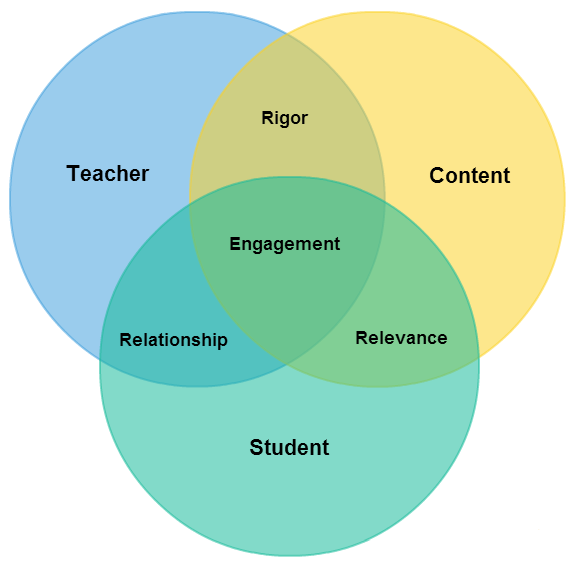 Rigor
Teacher
Content
Engagement
Relationship
Relevance
Student